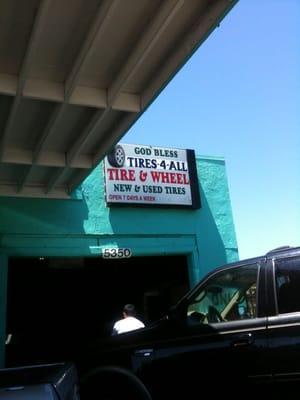 GOD BLESS
TIRES-4-ALL
TIRE & WHEEL
NEW & USED TIRES
OPEN 7 DAYS A WEEK
5350